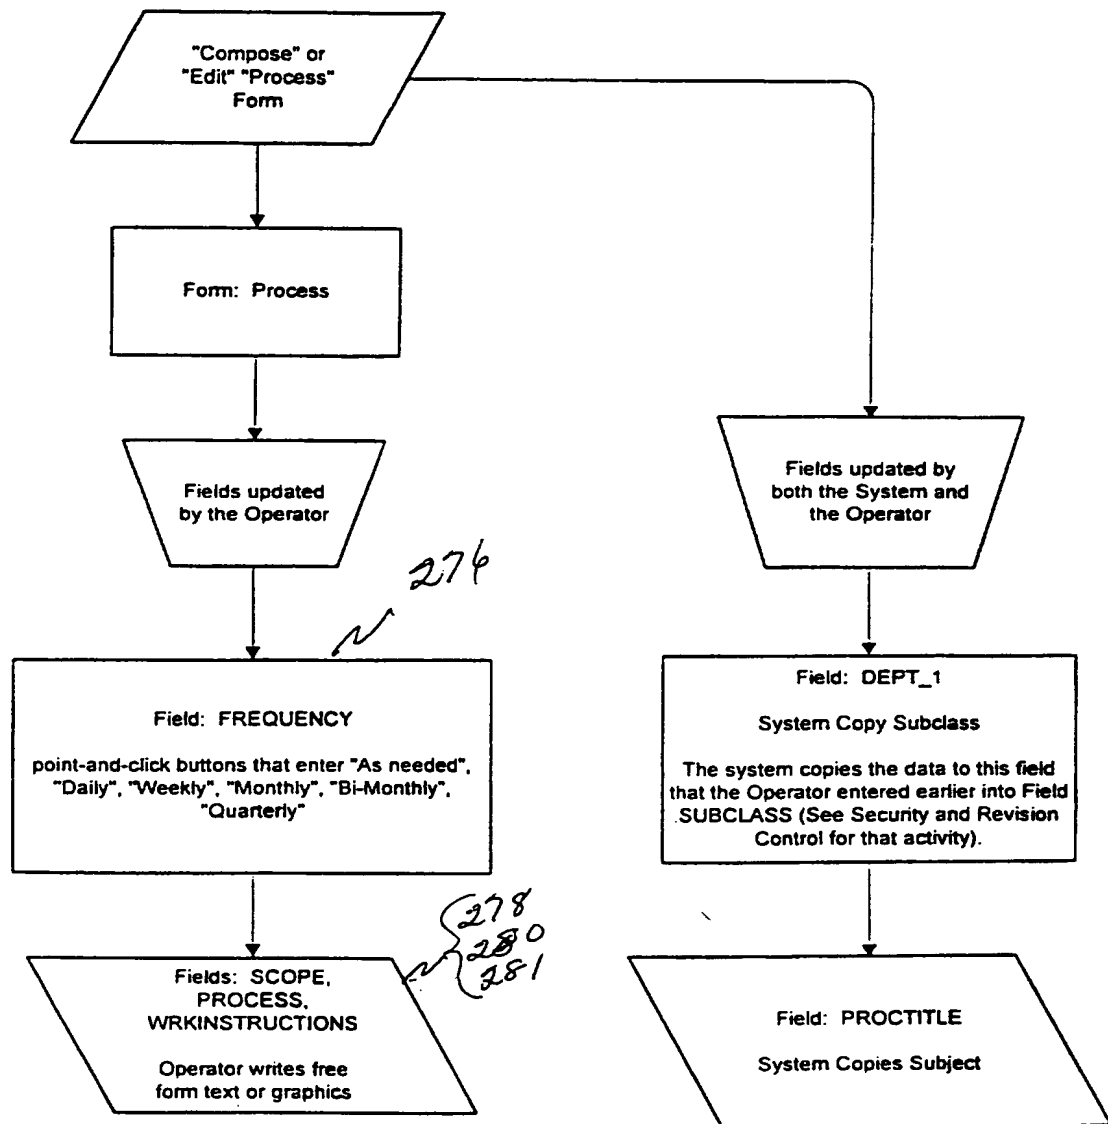 "Compose" or
"Edit" "Process"
Form
Form: Process
Fields updated
by the Operator
Fields updated by
both the System and
the Operator
276
Field: FREQUENCY
point-and-click buttons that enter "As needed",
"Daily", "Weekly", "Monthly", "Bi-Monthly",
"Quarterly"
Field: DEPT_1
System Copy Subclass
The system copies the data to this field
that the Operator entered earlier into Field
SUBCLASS (See Security and Revision
Control for that activity).
278
280
281
Fields: SCOPE,
PROCESS,
WRKINSTRUCTIONS
Operator writes free
form text or graphics
Field: PROCTITLE
System Copies Subject